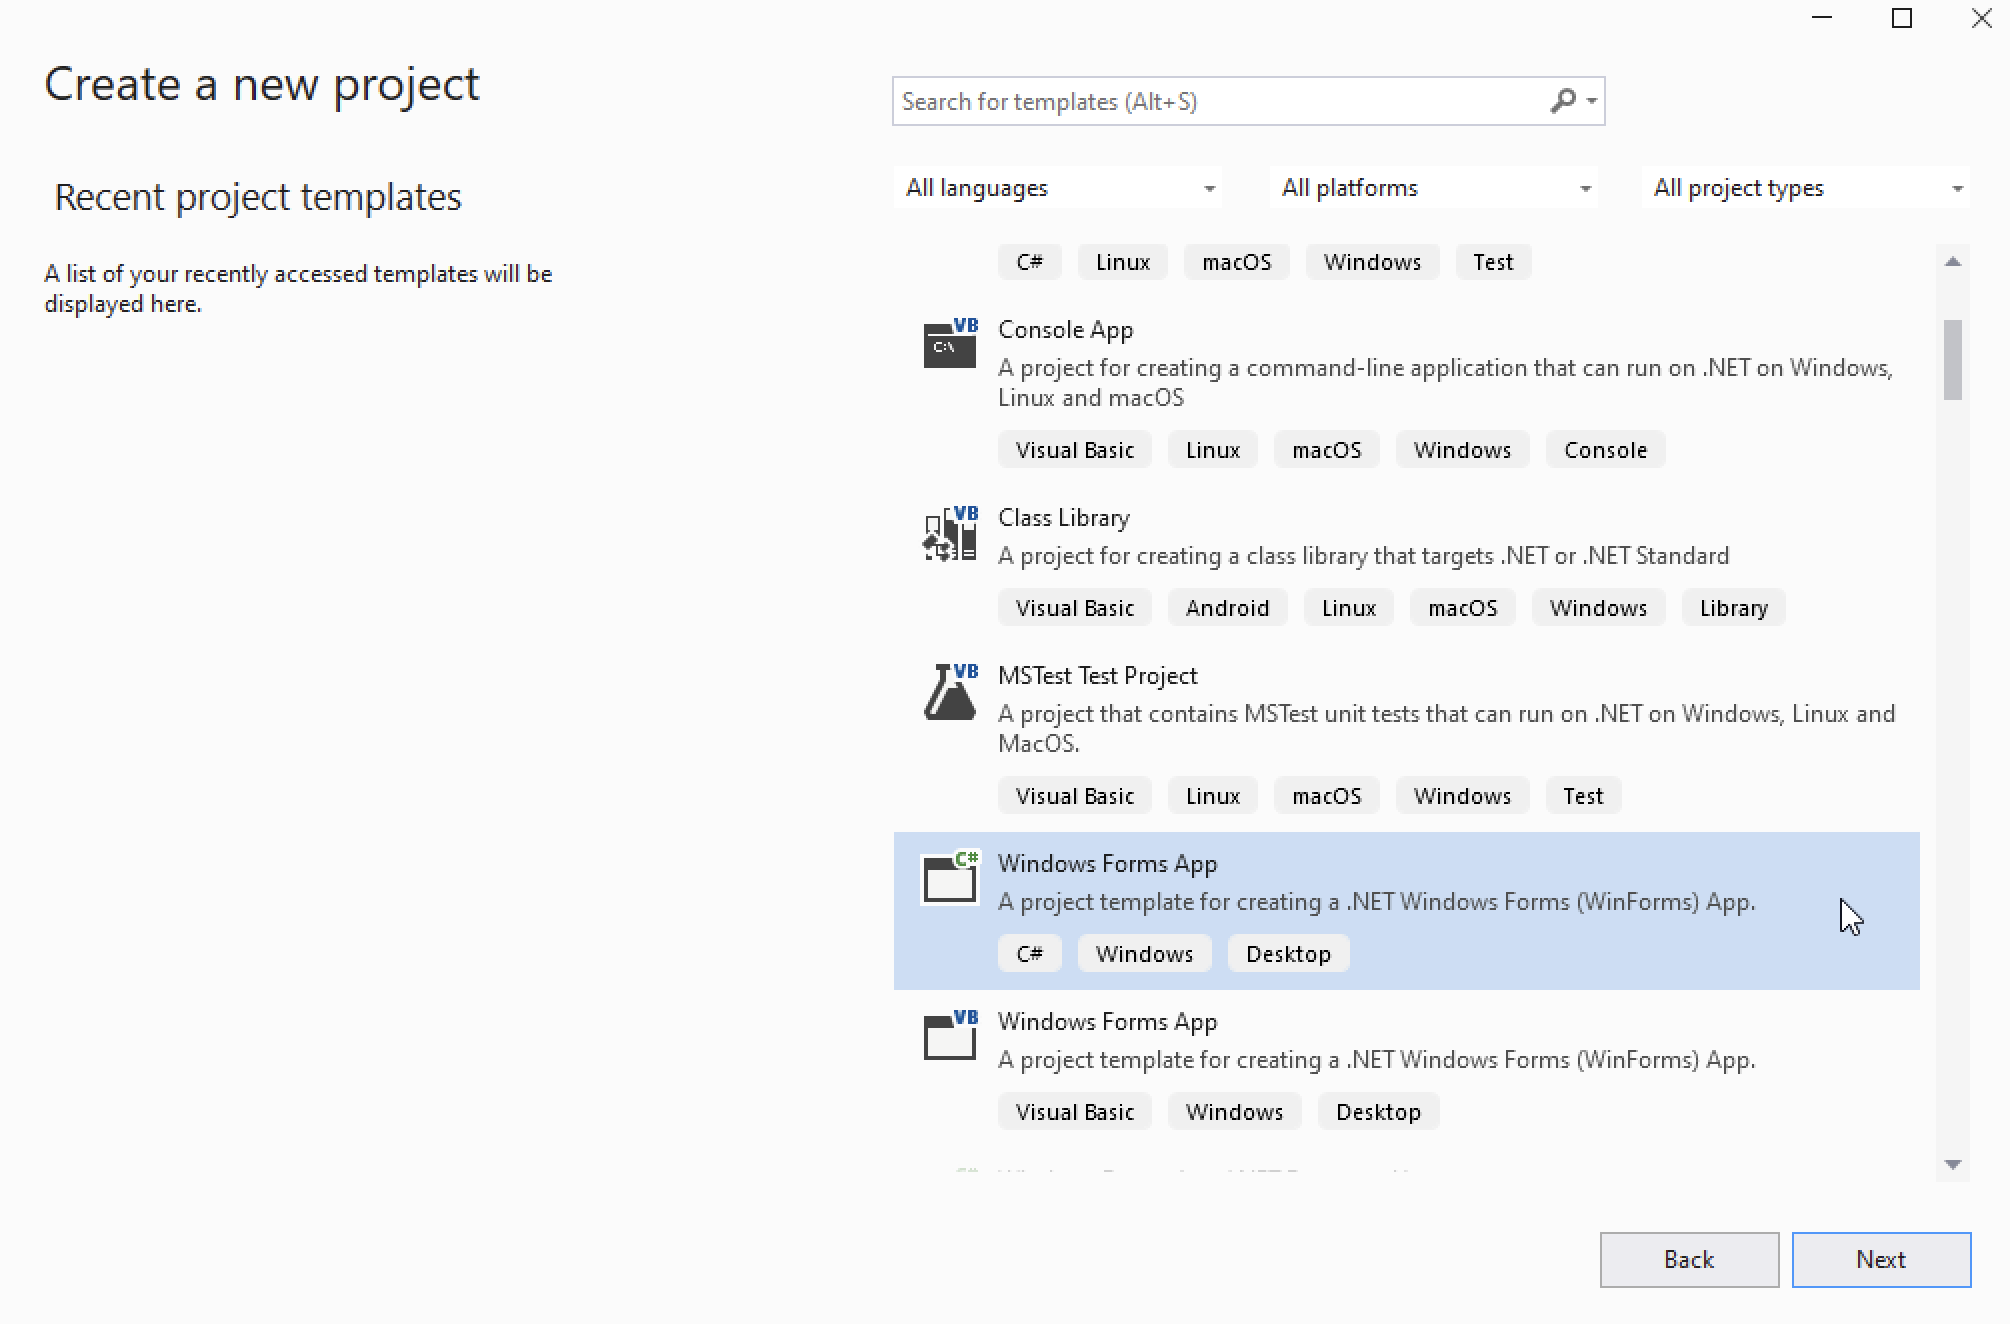 Create a new project
Search for templates (Alt+S)
Recent project templates
All languages
All platforms
All project types
A list of your recently accessed templates will be
displayed here.
C# Linux macOS Windows Test
VB
C:\
Console App
A project for creating a command-line application that can run on .NET on Windows,
Linux and macOS
Visual Basic Linux macOS Windows Console
VB
Class Library
A project for creating a class library that targets .NET or .NET Standard
Visual Basic Android Linux macOS Windows Library
VB
MSTest Test Project
A project that contains MSTest unit tests that can run on .NET on Windows, Linux and
MacOS.
Visual Basic Linux macOS Windows Test
C#
Windows Forms App
A project template for creating a .NET Windows Forms (WinForms) App.
C# Windows Desktop
VB
Windows Forms App
A project template for creating a .NET Windows Forms (WinForms) App.
Visual Basic Windows Desktop
Back
Next